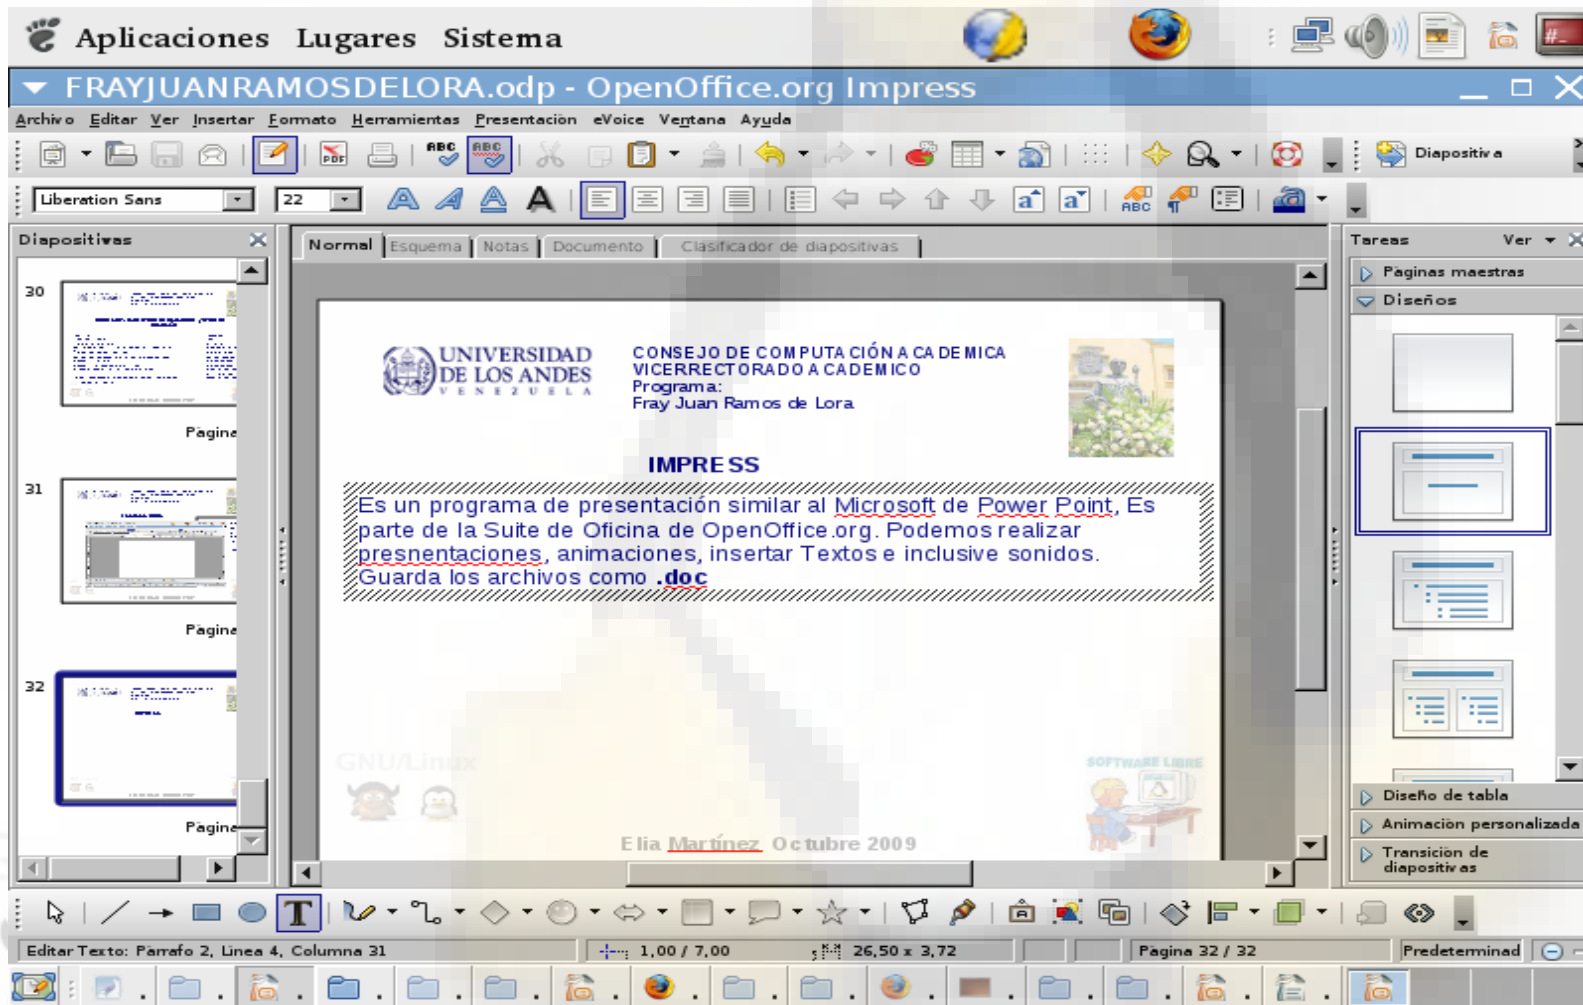 Aplicaciones Lugares Sistema
FRAYJUANRAMOSDELORA.odp - OpenOffice.org Impress
Archivo Editar Ver Insertar Formato Herramientas Presentación eVoice Ventana Ayuda
PDF ABC ABC Diapositiva
Liberation Sans 22 A A A A a a ABC
Diapositivas
Normal Esquema Notas Documento Clasificador de diapositivas
Tareas Ver
Páginas maestras
Diseños
30
Página
31
Página
32
Página
UNIVERSIDAD
DE LOS ANDES
VENEZUELA
CONSEJO DE COMPUTACIÓN ACADEMICA
VICERRECTORADO ACADEMICO
Programa:
Fray Juan Ramos de Lora
IMPRESS
Es un programa de presentación similar al Microsoft de Power Point, Es
parte de la Suite de Oficina de OpenOffice.org. Podemos realizar
presnentaciones, animaciones, insertar Textos e inclusive sonidos.
Guarda los archivos como .doc
GNU/Linux
SOFTWARE LIBRE
Elia Martínez Octubre 2009
Diseño de tabla
Animación personalizada
Transición de
diapositivas
T
Editar Texto: Párrafo 2, Línea 4, Columna 31 1,00 / 7,00 26,50 x 3,72 Página 32 / 32 Predeterminad